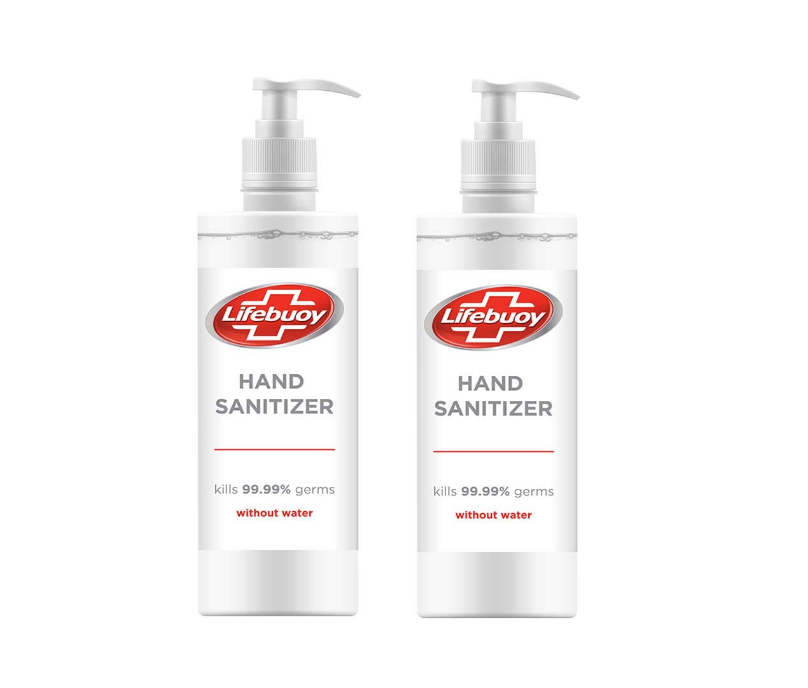 Lifebuoy
HAND
SANITIZER
kills 99.99% germs
without water
Lifebuoy
HAND
SANITIZER
kills 99.99% germs
without water